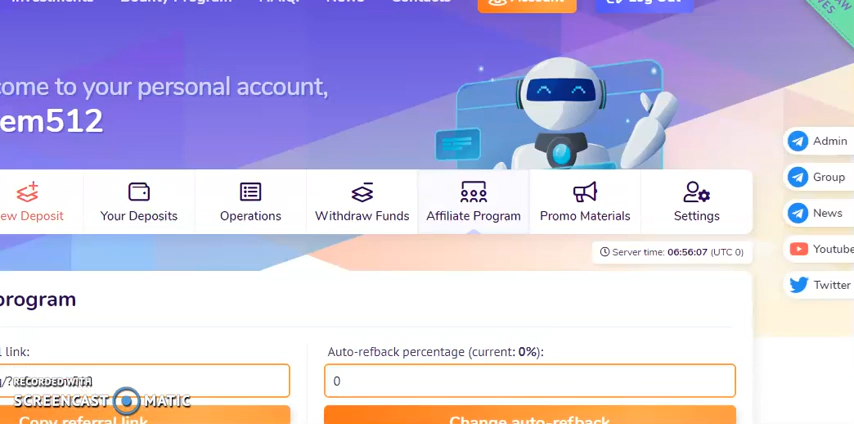 Investments Bounty Program F.A.Q. News Contacts Account Log Out
come to your personal account,
em512
Admin
Group
News
Youtube
Twitter
ew Deposit
Your Deposits
Operations
Withdraw Funds
Affiliate Program
Promo Materials
Settings
Server time: 06:56:07 (UTC 0)
program
l link:
Auto-refback percentage (current: 0%):
0
RECORDED WITH
SCREENCAST MATIC
Copy referral link
Change auto-refback